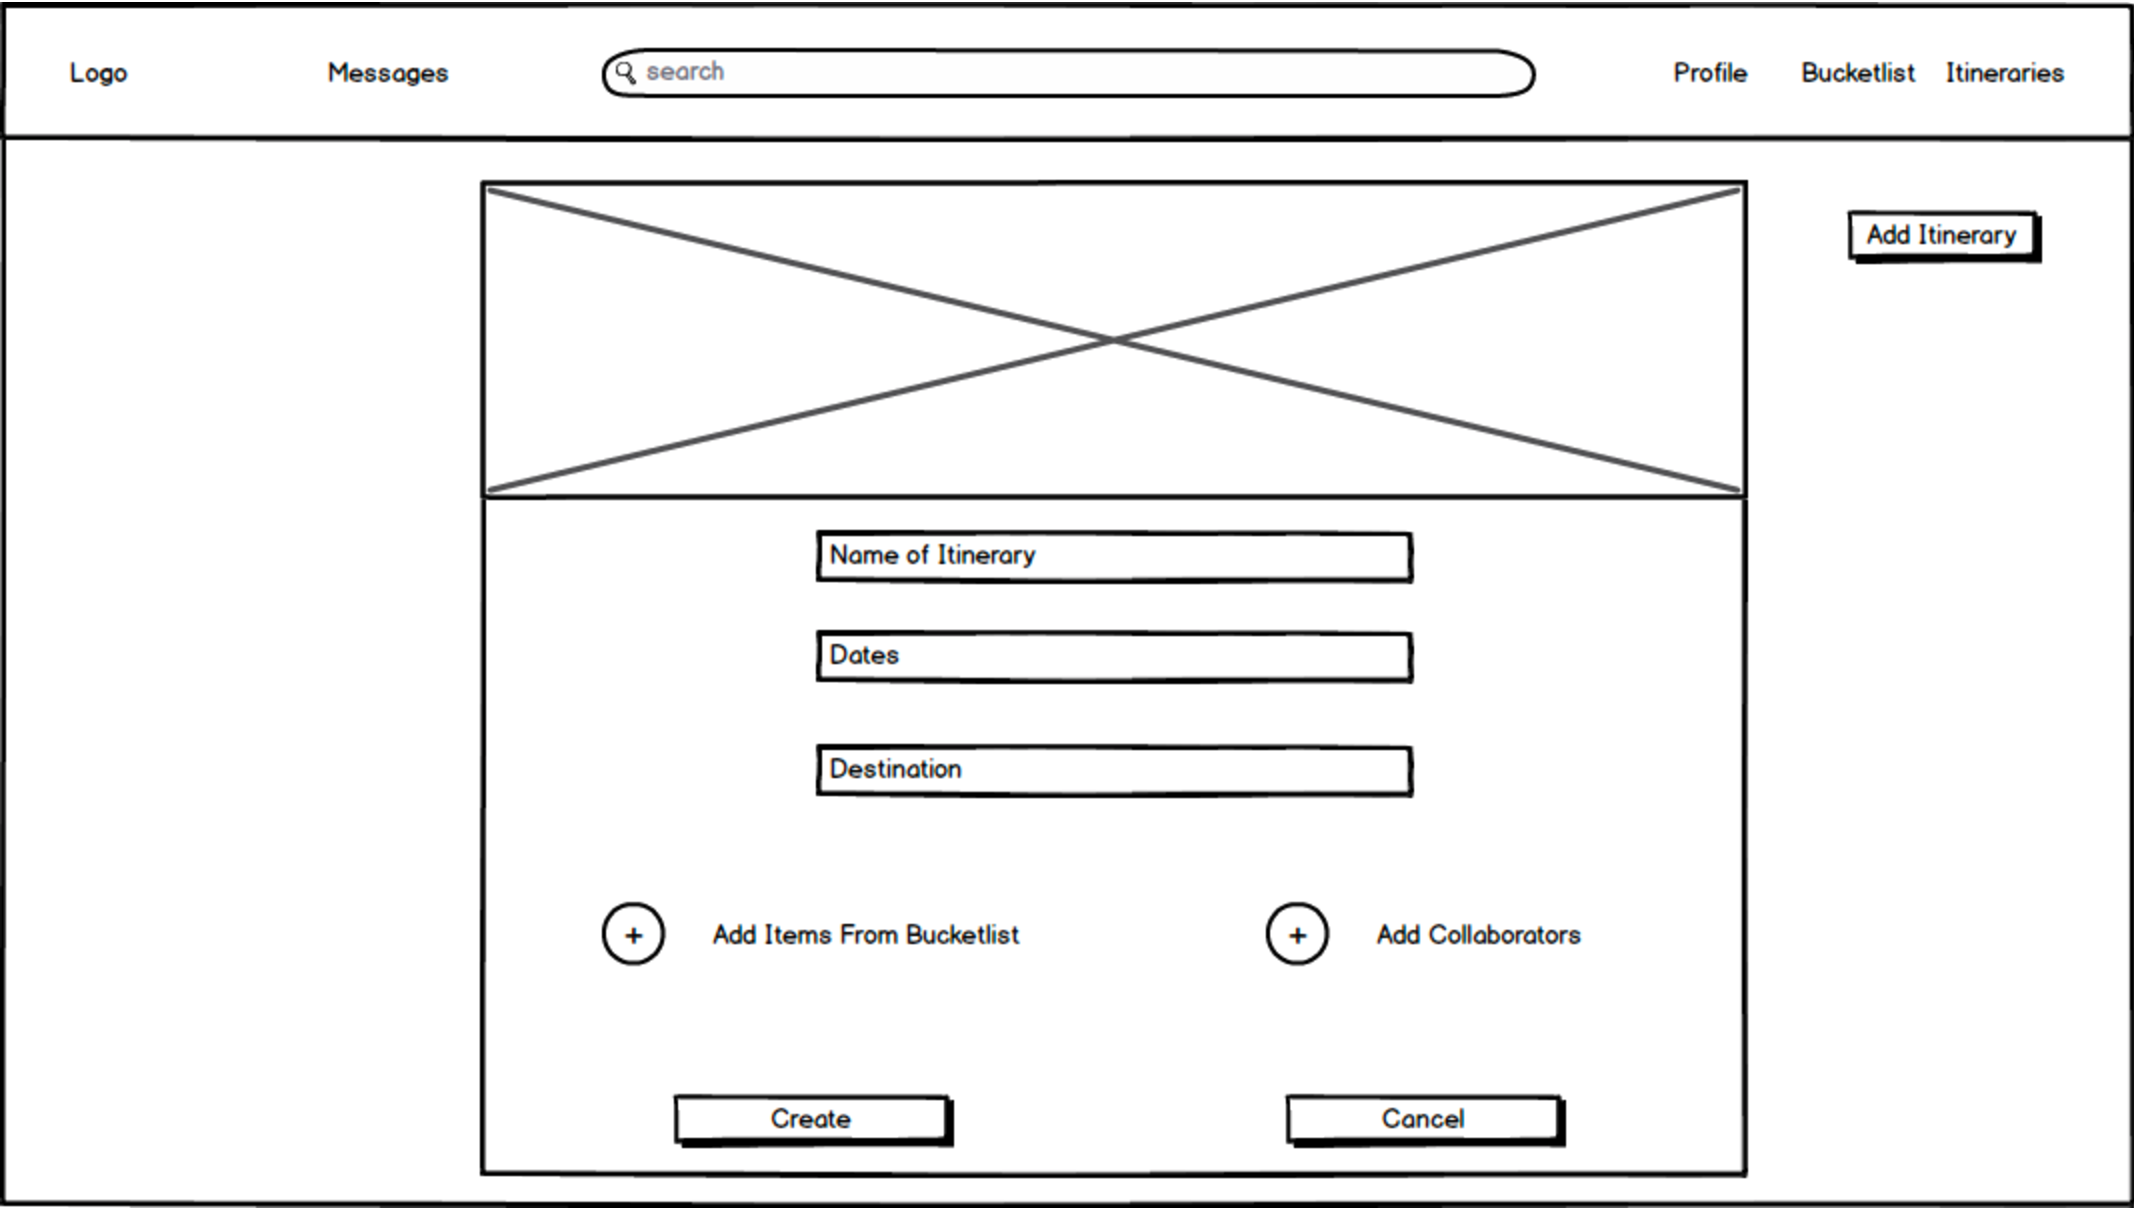 Logo
Messages
search
Profile
Bucketlist
Itineraries
Add Itinerary
Name of Itinerary
Dates
Destination
+
Add Items From Bucketlist
+
Add Collaborators
Create
Cancel